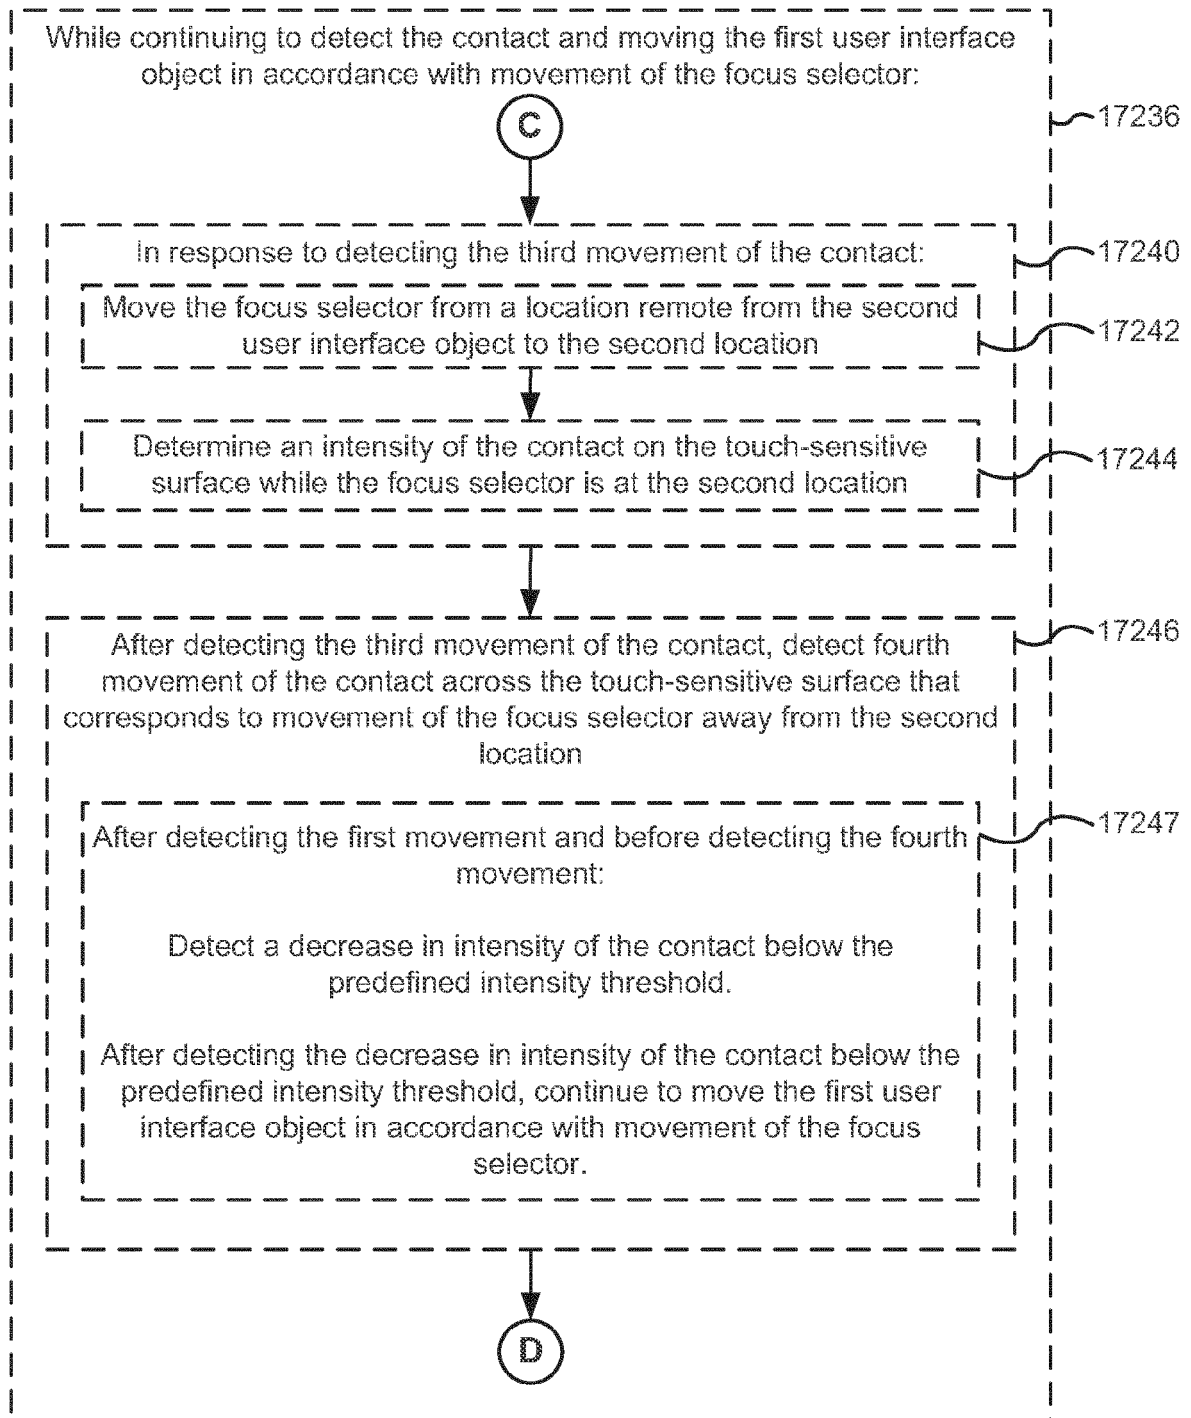 While continuing to detect the contact and moving the first user interface
object in accordance with movement of the focus selector:
C
17236
In response to detecting the third movement of the contact:
17240
Move the focus selector from a location remote from the second
user interface object to the second location
17242
Determine an intensity of the contact on the touch-sensitive
surface while the focus selector is at the second location
17244
After detecting the third movement of the contact, detect fourth
movement of the contact across the touch-sensitive surface that
corresponds to movement of the focus selector away from the second
location
17246
After detecting the first movement and before detecting the fourth
movement:
17247
Detect a decrease in intensity of the contact below the
predefined intensity threshold.
After detecting the decrease in intensity of the contact below the
predefined intensity threshold, continue to move the first user
interface object in accordance with movement of the focus
selector.
D